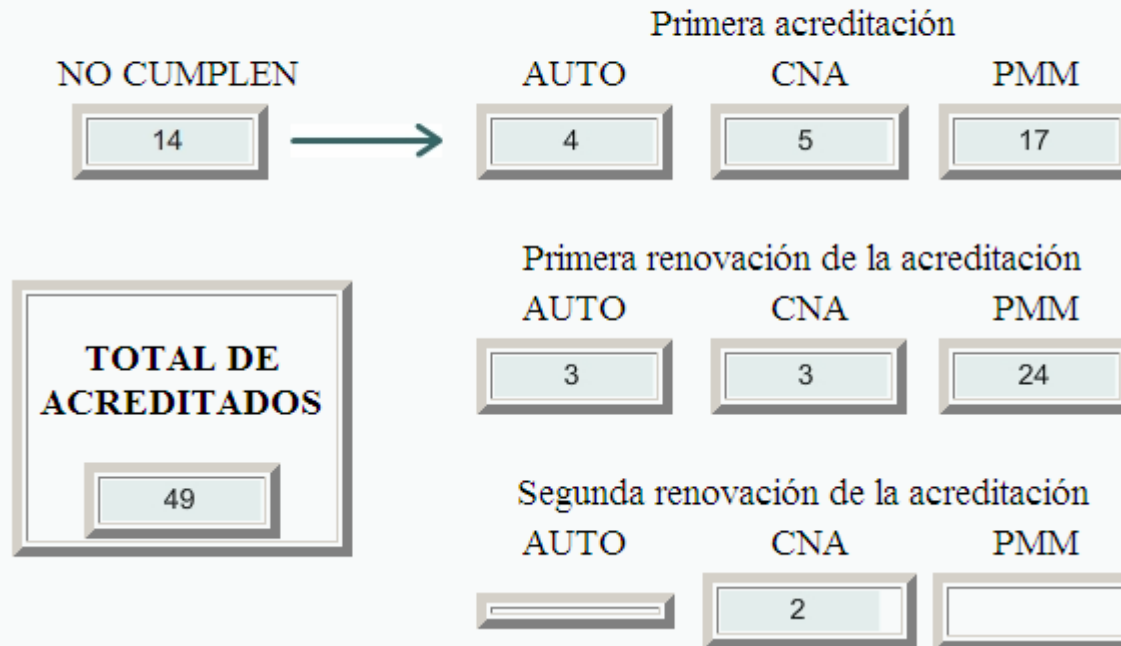 Primera acreditación
NO CUMPLEN AUTO CNA PMM
14 4 5 17
Primera renovación de la acreditación
AUTO CNA PMM
TOTAL DE
ACREDITADOS
3 3 24
49
Segunda renovación de la acreditación
AUTO CNA PMM
2